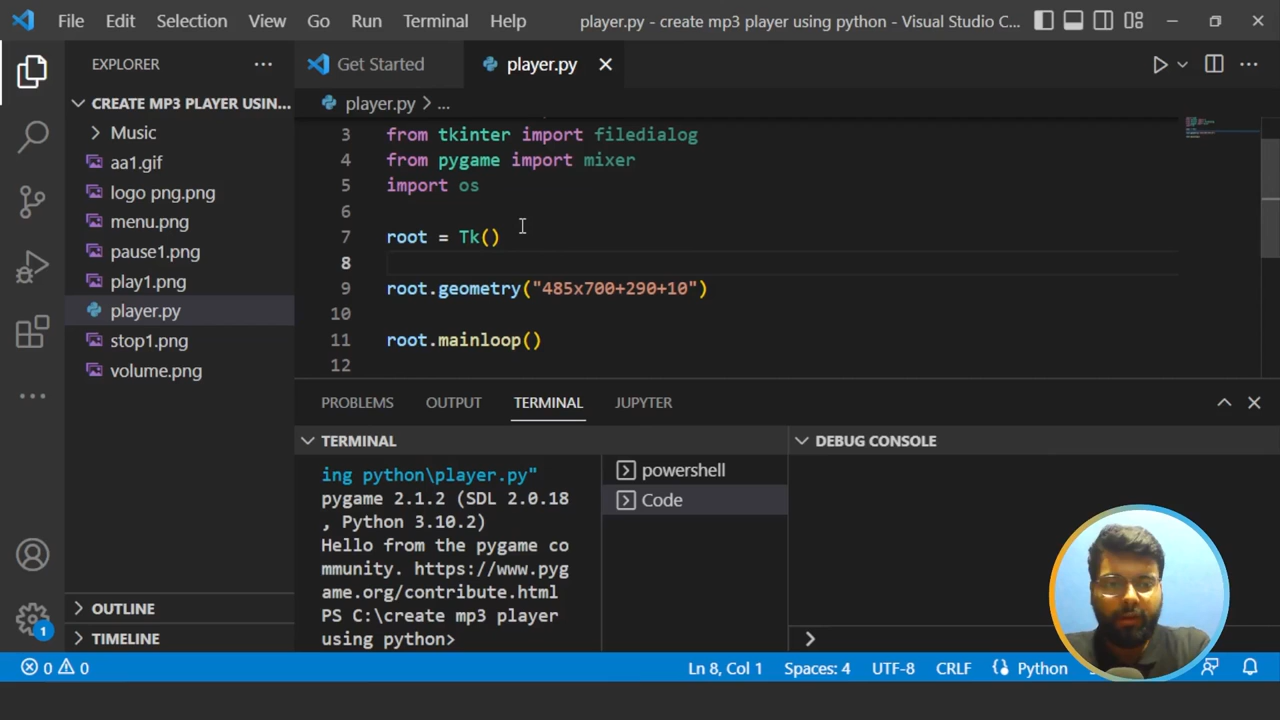 File Edit Selection View Go Run Terminal Help player.py - create mp3 player using python - Visual Studio C...
EXPLORER
CREATE MP3 PLAYER USIN...
Music
aa1.gif
logo png.png
menu.png
pause1.png
play1.png
player.py
stop1.png
volume.png
OUTLINE
TIMELINE
1
Get Started player.py
player.py > ...
3 from tkinter import filedialog
4 from pygame import mixer
5 import os
6
7 root = Tk()
8
9 root.geometry("485x700+290+10")
10
11 root.mainloop()
12
PROBLEMS OUTPUT TERMINAL JUPYTER
TERMINAL
ing python\player.py"
pygame 2.1.2 (SDL 2.0.18
, Python 3.10.2)
Hello from the pygame co
mmunity. https://www.pyg
ame.org/contribute.html
PS C:\create mp3 player
using python>
powershell
Code
DEBUG CONSOLE
0 0 Ln 8, Col 1 Spaces: 4 UTF-8 CRLF Python